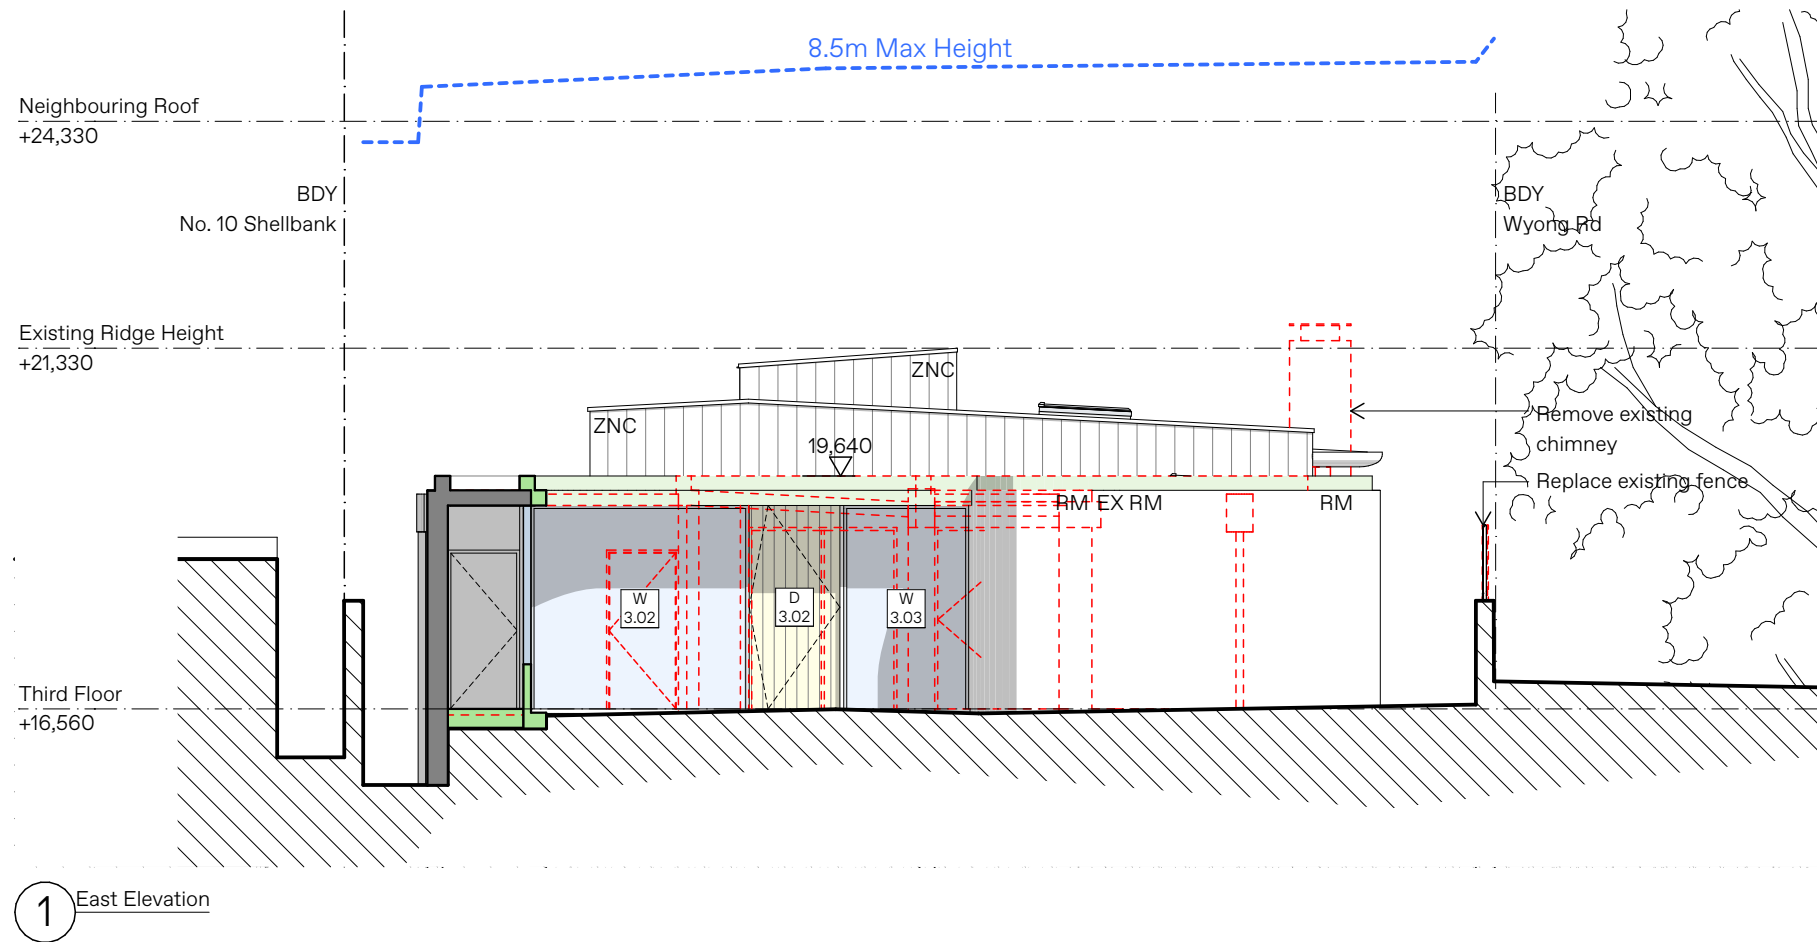 8.5m Max Height
Neighbouring Roof
+24,330
BDY
No. 10 Shellbank
BDY
Wyong Rd
Existing Ridge Height
+21,330
ZNC
ZNC
19,640
Remove existing
chimney
Replace existing fence
RM EX RM
RM
W
3.02
D
3.02
W
3.03
Third Floor
+16,560
1
East Elevation